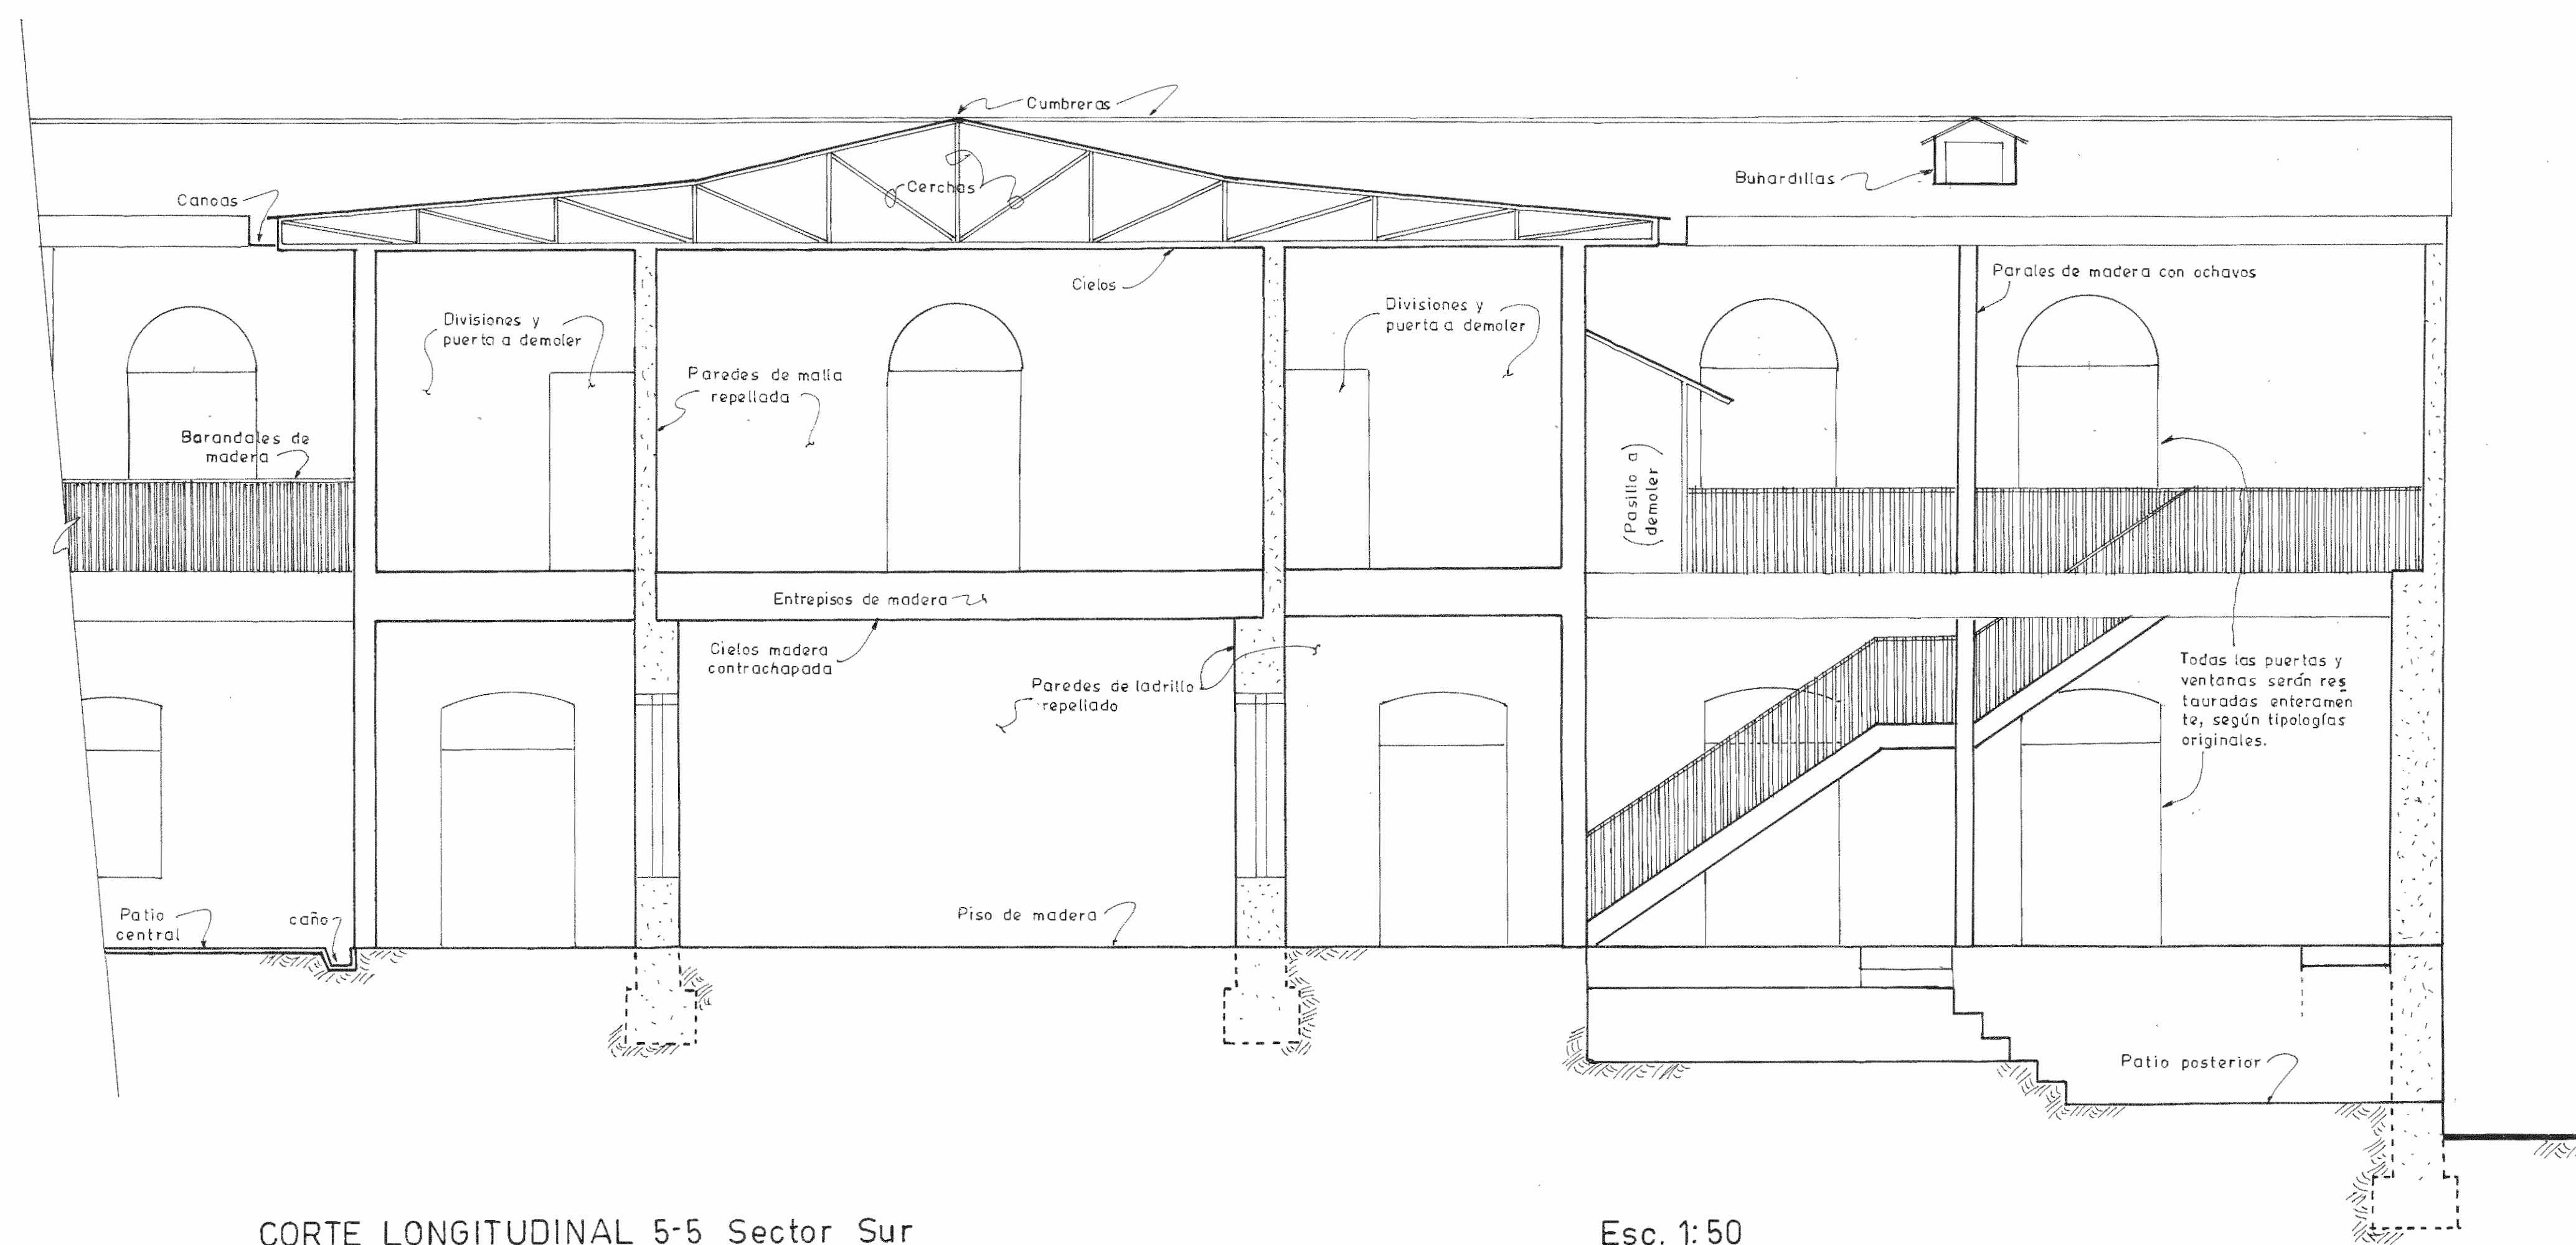 Cumbreras
Canoas
Cerchas
Buhardillas
Cielos
Parales de madera con ochavos
Divisiones y
puerta a demoler
Divisiones y
puerta a demoler
Paredes de malla
repellada
Barandales de
madera
(Pasillo a)
(demoler)
Entrepisos de madera
Cielos madera
contrachapada
Paredes de ladrillo
repellado
Todas las puertas y
ventanas serán res
tauradas enteramen
te, según tipologías
originales.
Patio
central
caño
Piso de madera
Patio posterior
CORTE LONGITUDINAL 5-5 Sector Sur
Esc. 1:50